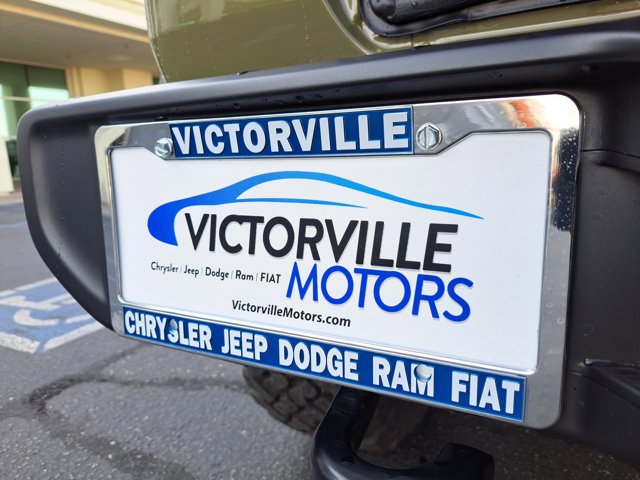 VICTORVILLE
VICTORVILLE
Chrysler | Jeep | Dodge | Ram | FIAT
MOTORS
VictorvilleMotors.com
CHRYSLER JEEP DODGE RAM FIAT